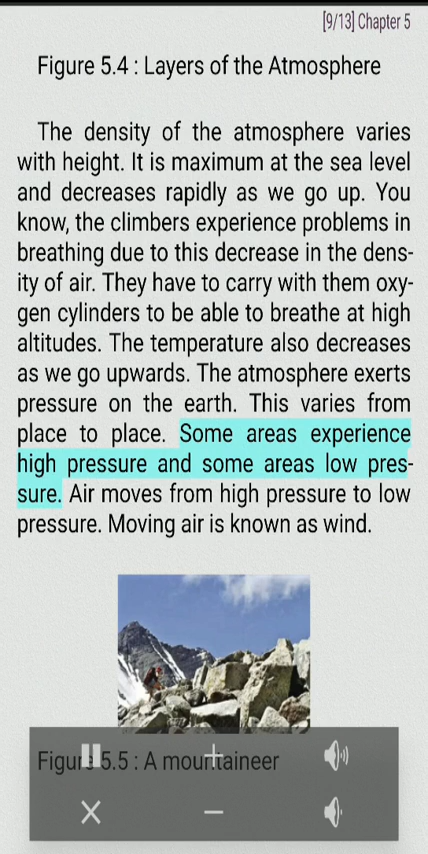 [9/13] Chapter 5
Figure 5.4 : Layers of the Atmosphere
The density of the atmosphere varies
with height. It is maximum at the sea level
and decreases rapidly as we go up. You
know, the climbers experience problems in
breathing due to this decrease in the dens-
ity of air. They have to carry with them oxy-
gen cylinders to be able to breathe at high
altitudes. The temperature also decreases
as we go upwards. The atmosphere exerts
pressure on the earth. This varies from
place to place. Some areas experience
high pressure and some areas low pres-
sure. Air moves from high pressure to low
pressure. Moving air is known as wind.
Figure 5.5 : A mountaineer